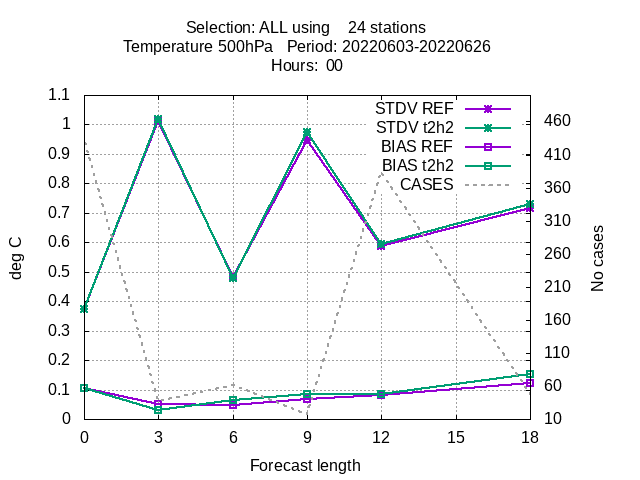 Selection: ALL using    24 stations
Temperature 500hPa   Period: 20220603-20220626
Hours:  00
STDV REF
STDV t2h2
BIAS REF
BIAS t2h2
CASES
deg C
1.1
1
0.9
0.8
0.7
0.6
0.5
0.4
0.3
0.2
0.1
0
460
410
360
310
260
210
160
110
60
10
No cases
0 3 6 9 12 15 18
Forecast length